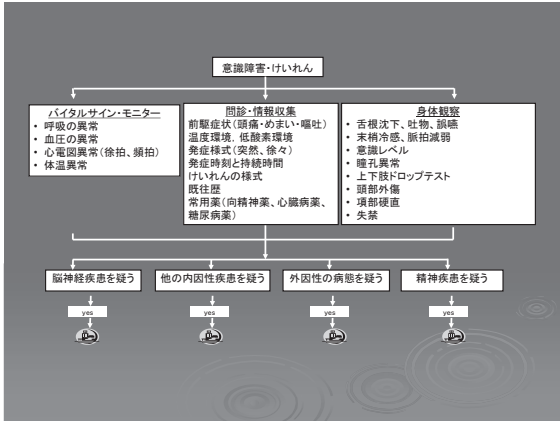 意識障害・けいれん
バイタルサイン・モニター
・ 呼吸の異常
・ 血圧の異常
・ 心電図異常(徐拍、頻拍)
・ 体温異常
問診・情報収集
前駆症状(頭痛・めまい・嘔吐)
温度環境, 低酸素環境
発症様式(突然、徐々)
発症時刻と持続時間
けいれんの様式
既往歴
常用薬(向精神薬、心臓病薬、
糖尿病薬)
身体観察
・ 舌根沈下、吐物、誤嚥
・ 末梢冷感、脈拍減弱
・ 意識レベル
・ 瞳孔異常
・ 上下肢ドロップテスト
・ 頭部外傷
・ 項部硬直
・ 失禁
脳神経疾患を疑う
他の内因性疾患を疑う
外因性の病態を疑う
精神疾患を疑う
yes
yes
yes
yes